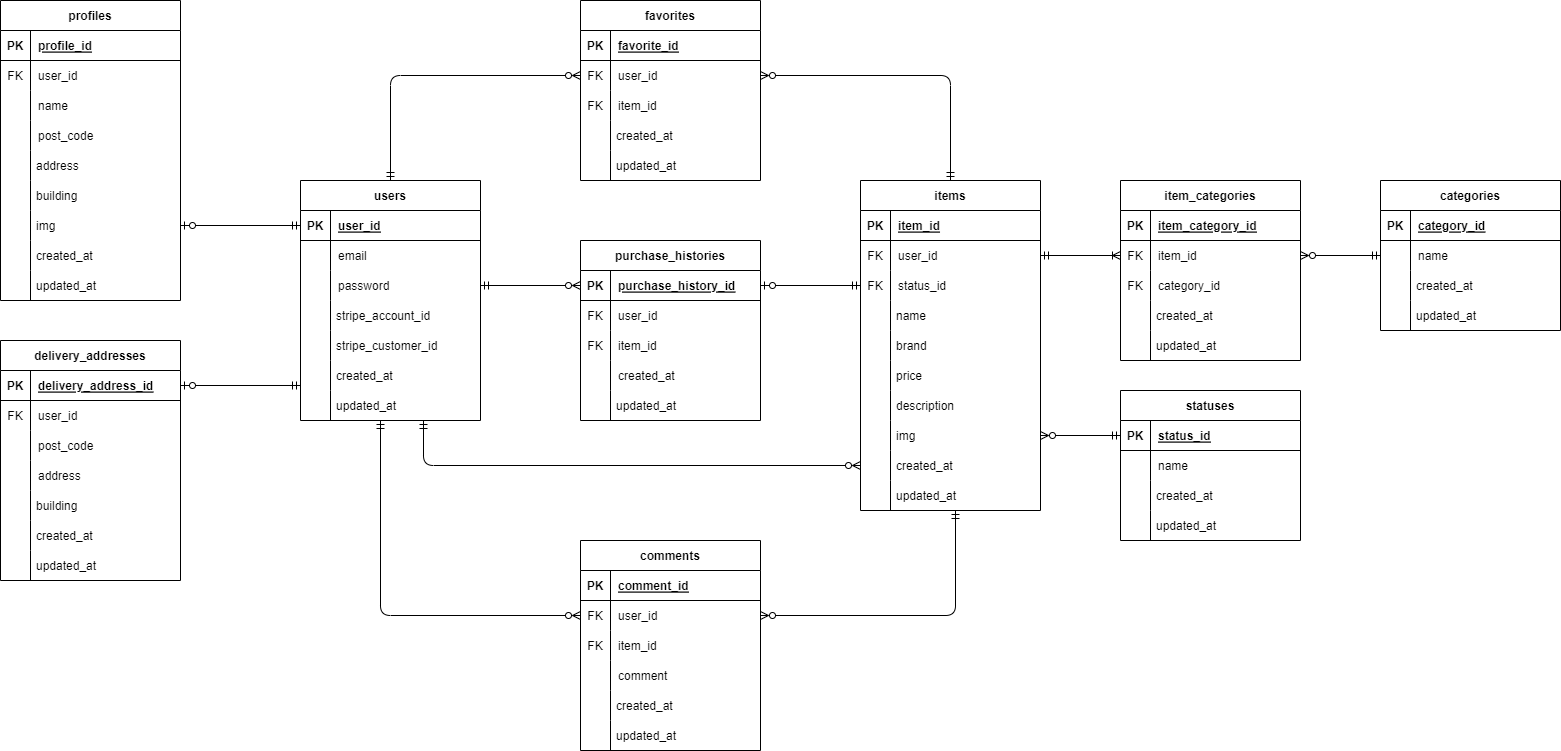 profiles
PK profile_id
FK user_id
name
post_code
address
building
img
created_at
updated_at
delivery_addresses
PK delivery_address_id
FK user_id
post_code
address
building
created_at
updated_at
users
PK user_id
email
password
stripe_account_id
stripe_customer_id
created_at
updated_at
favorites
PK favorite_id
FK user_id
FK item_id
created_at
updated_at
purchase_histories
PK purchase_history_id
FK user_id
FK item_id
created_at
updated_at
comments
PK comment_id
FK user_id
FK item_id
comment
created_at
updated_at
items
PK item_id
FK user_id
FK status_id
name
brand
price
description
img
created_at
updated_at
item_categories
PK item_category_id
FK item_id
FK category_id
created_at
updated_at
statuses
PK status_id
name
created_at
updated_at
categories
PK category_id
name
created_at
updated_at